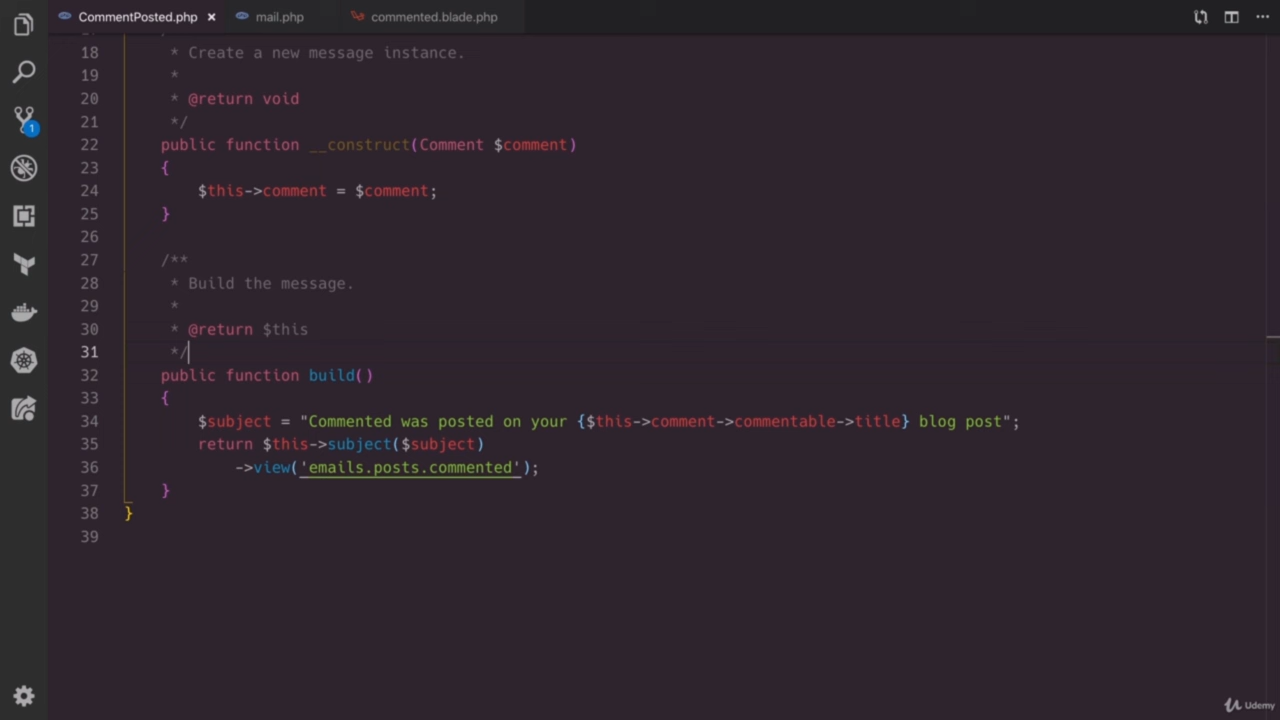 CommentPosted.php × mail.php commented.blade.php
18 * Create a new message instance.
19 *
20 * @return void
21 */
22 public function __construct(Comment $comment)
23 {
24 $this->comment = $comment;
25 }
26
27 /**
28 * Build the message.
29 *
30 * @return $this
31 */
32 public function build()
33 {
34 $subject = "Commented was posted on your {$this->comment->commentable->title} blog post";
35 return $this->subject($subject)
36 ->view('emails.posts.commented');
37 }
38 }
39
1
Udemy